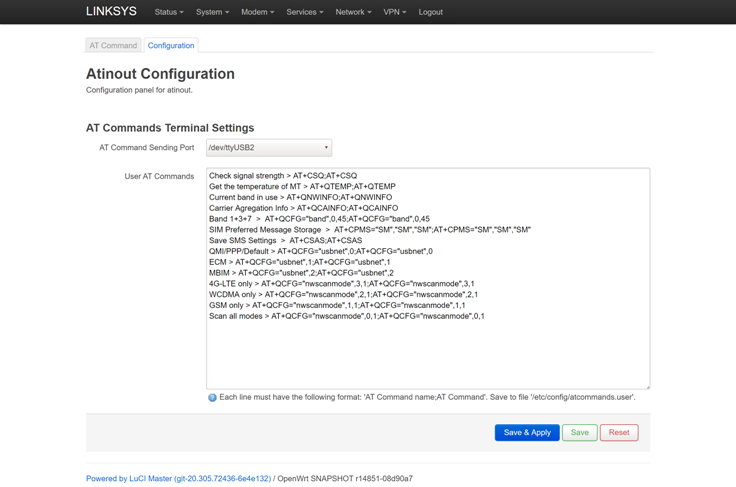 LINKSYS Status System Modem Services Network VPN Logout
AT Command Configuration
Atinout Configuration
Configuration panel for atinout.
AT Commands Terminal Settings
AT Command Sending Port /dev/ttyUSB2
User AT Commands
Check signal strength > AT+CSQ;AT+CSQ
Get the temperature of MT > AT+QTEMP;AT+QTEMP
Current band in use > AT+QNWINFO;AT+QNWINFO
Carrier Agregation Info > AT+QCAINFO;AT+QCAINFO
Band 1+3+7  >  AT+QCFG="band",0,45;AT+QCFG="band",0,45
SIM Preferred Message Storage  >  AT+CPMS="SM","SM","SM";AT+CPMS="SM","SM","SM"
Save SMS Settings  >  AT+CSAS;AT+CSAS
QMI/PPP/Default > AT+QCFG="usbnet",0;AT+QCFG="usbnet",0
ECM > AT+QCFG="usbnet",1;AT+QCFG="usbnet",1
MBIM > AT+QCFG="usbnet",2;AT+QCFG="usbnet",2
4G-LTE only > AT+QCFG="nwscanmode",3,1;AT+QCFG="nwscanmode",3,1
WCDMA only > AT+QCFG="nwscanmode",2,1;AT+QCFG="nwscanmode",2,1
GSM only > AT+QCFG="nwscanmode",1,1;AT+QCFG="nwscanmode",1,1
Scan all modes > AT+QCFG="nwscanmode",0,1;AT+QCFG="nwscanmode",0,1
Each line must have the following format: 'AT Command name;AT Command'. Save to file '/etc/config/atcommands.user'.
Save & Apply Save Reset
Powered by LuCI Master (git-20.305.72436-6e4e132) / OpenWrt SNAPSHOT r14851-08d90a7